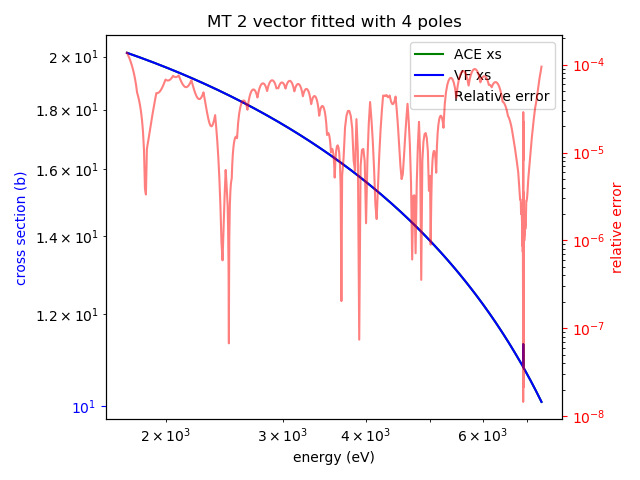 MT 2 vector fitted with 4 poles
ACE xs
VF xs
Relative error
2 × 10¹
1.8 × 10¹
1.6 × 10¹
1.4 × 10¹
1.2 × 10¹
10¹
cross section (b)
10⁻⁴
10⁻⁵
10⁻⁶
10⁻⁷
10⁻⁸
relative error
2 × 10³
3 × 10³
4 × 10³
6 × 10³
energy (eV)